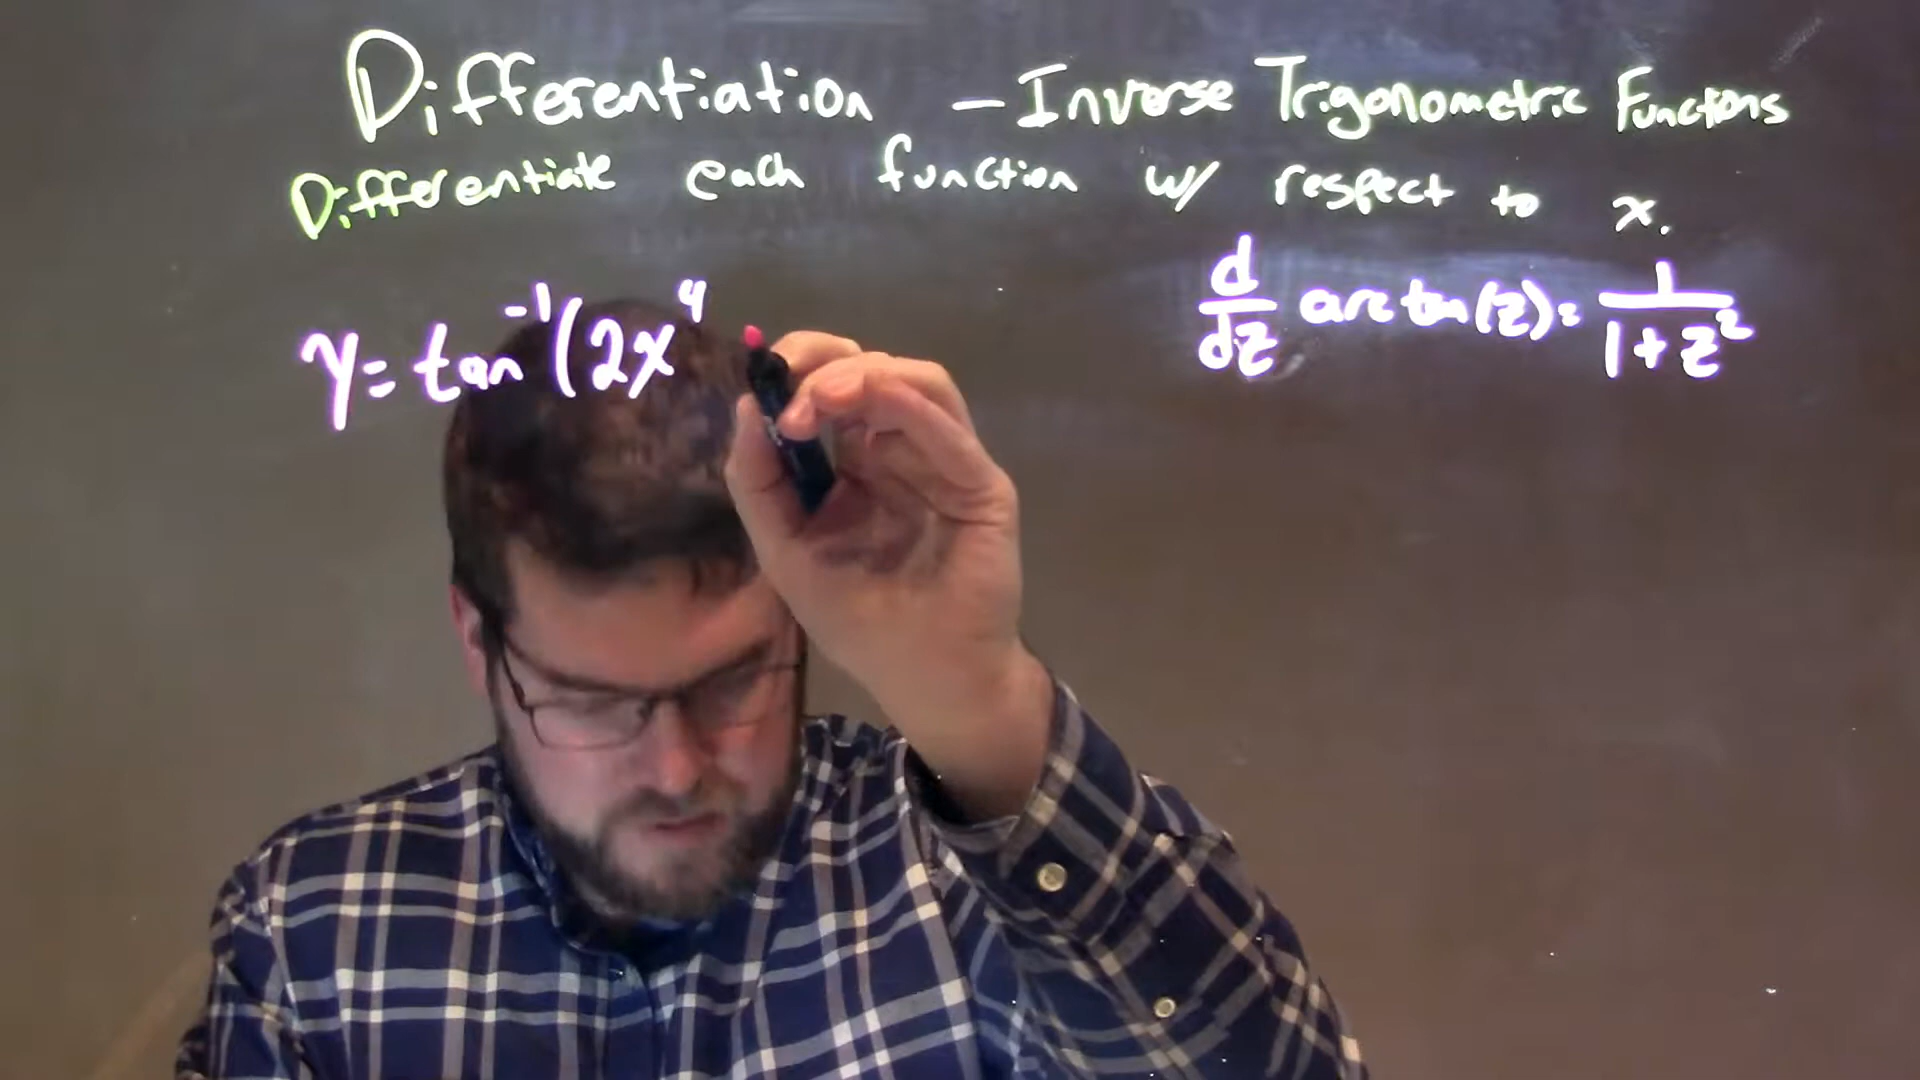 Differentiation - Inverse Trigonometric Functions
Differentiate each function w/ respect to x.
y = tan⁻¹(2x⁴
d/dz arctan(z) = 1/(1+z²)